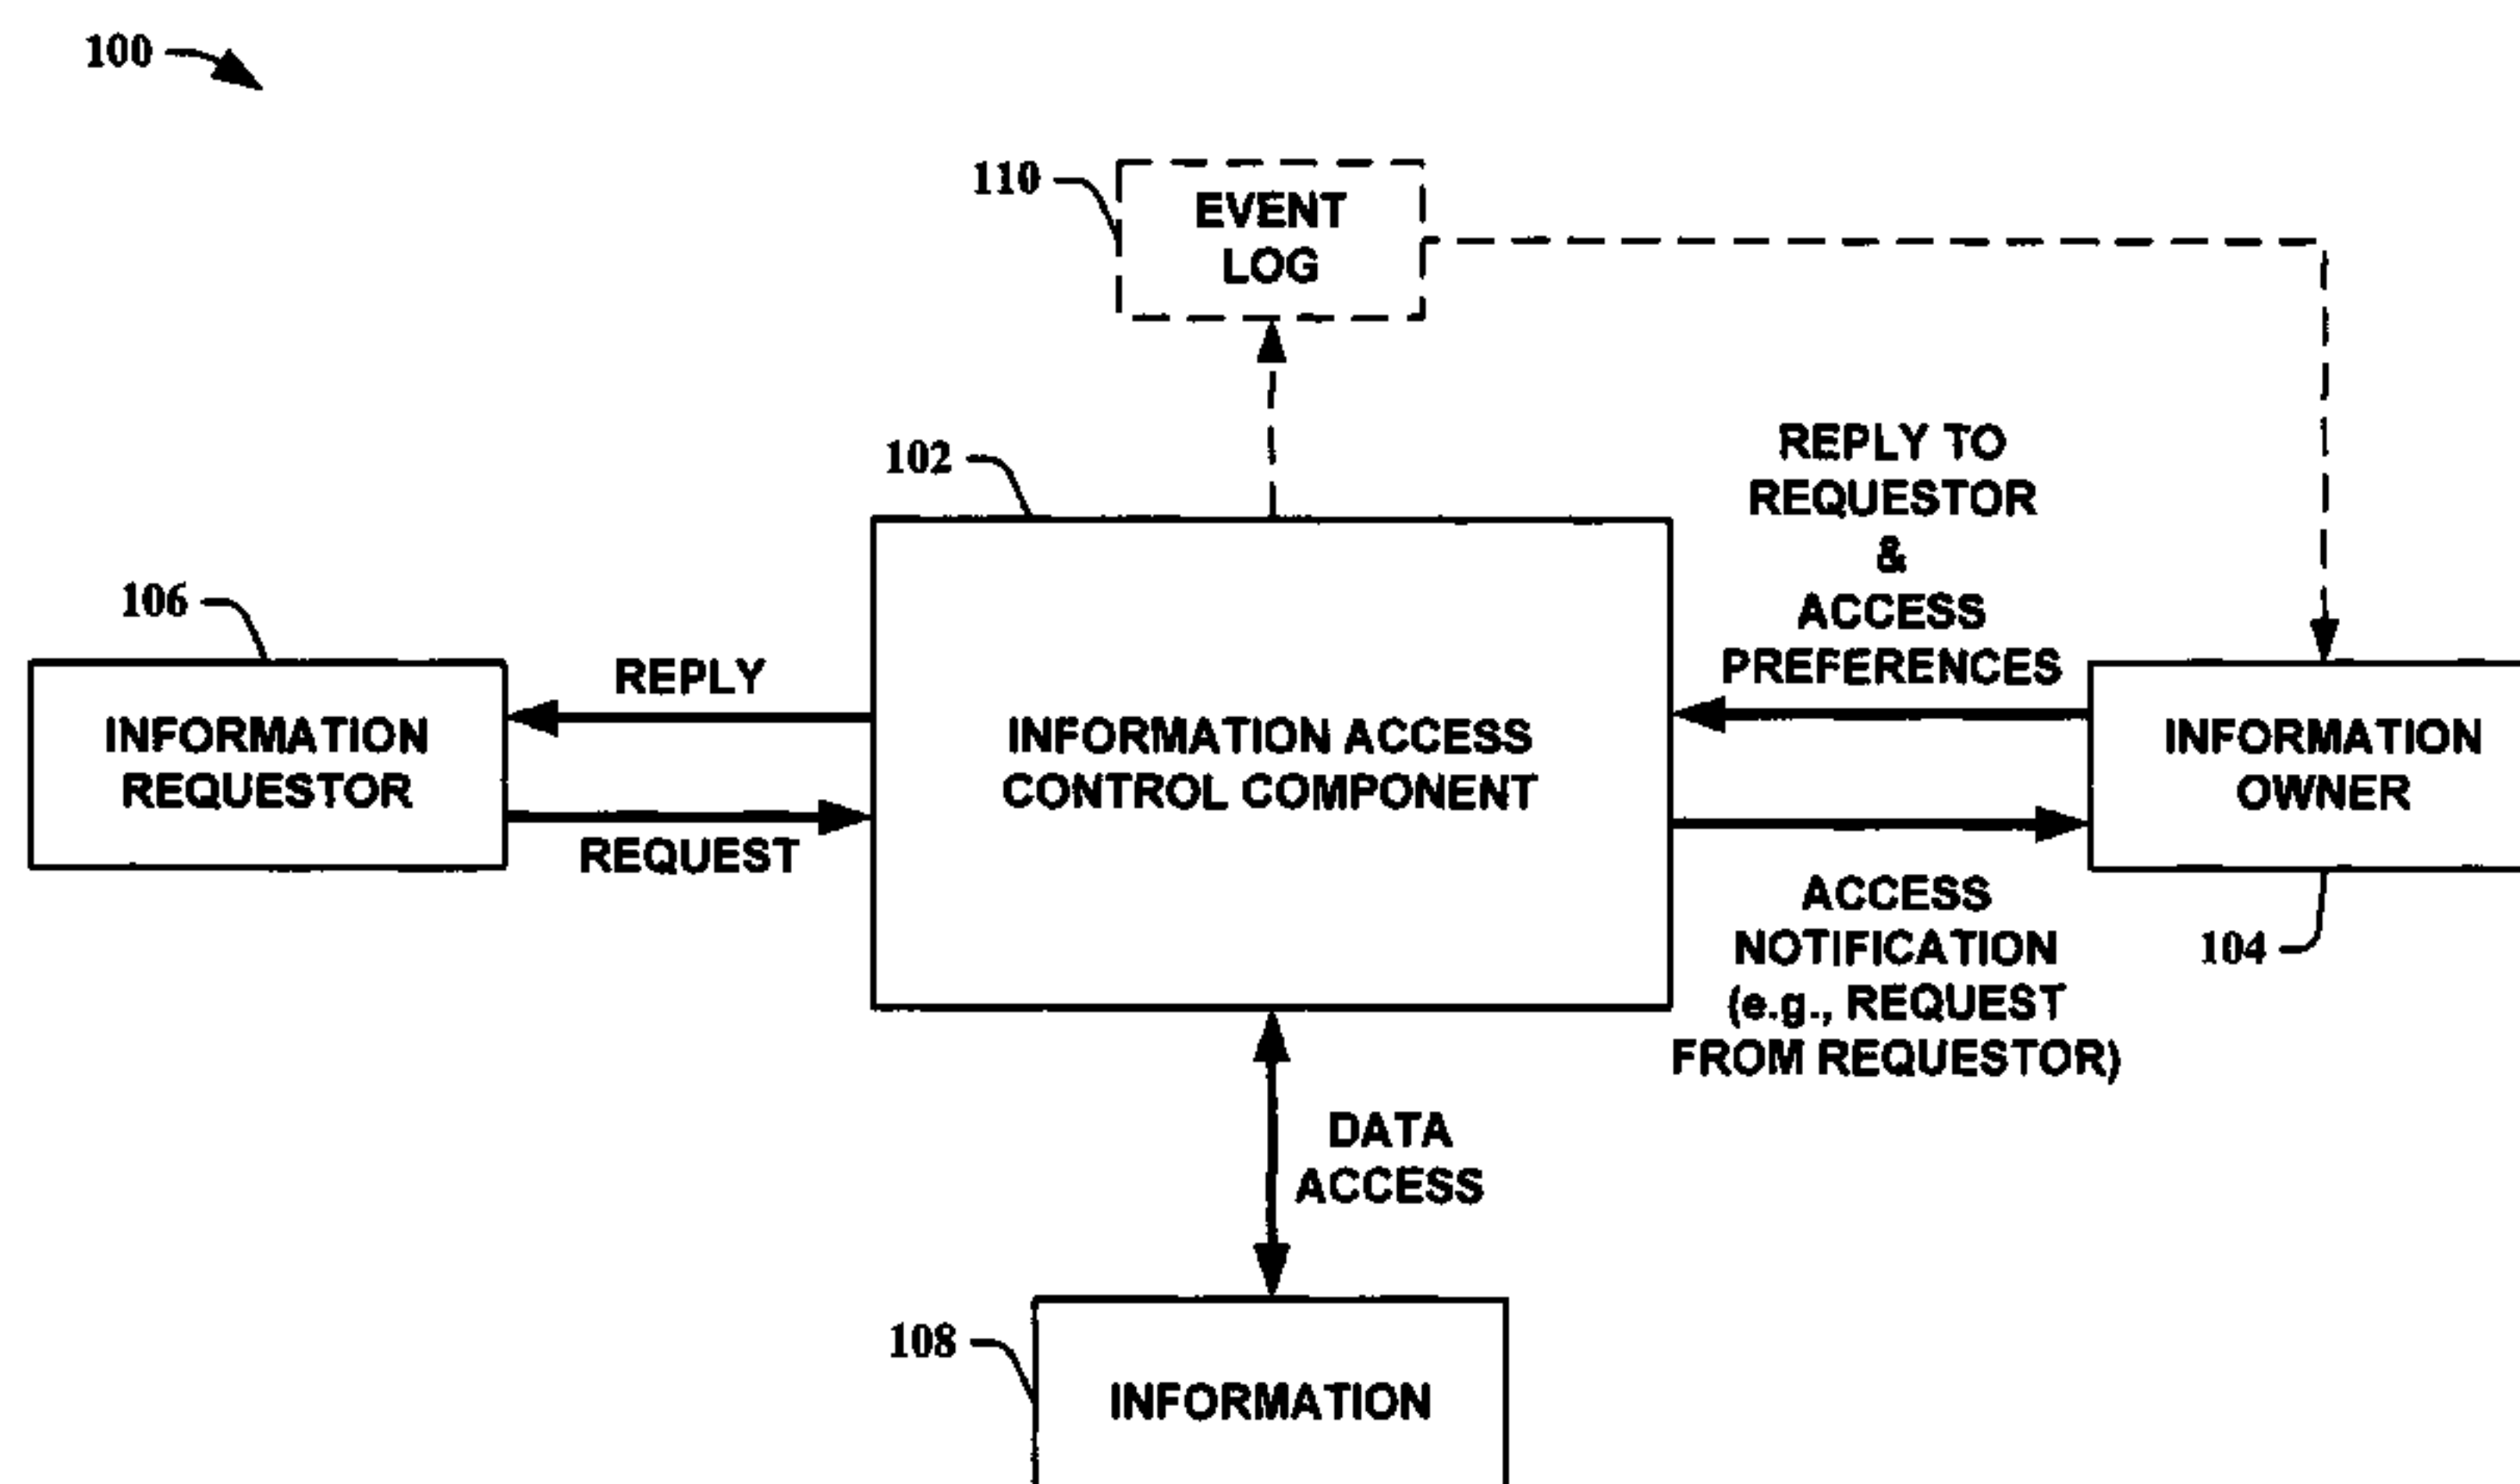 100
110
EVENT
LOG
102
REPLY TO
REQUESTOR
&
ACCESS
PREFERENCES
106
REPLY
INFORMATION
REQUESTOR
REQUEST
INFORMATION ACCESS
CONTROL COMPONENT
INFORMATION
OWNER
104
ACCESS
NOTIFICATION
(e.g., REQUEST
FROM REQUESTOR)
DATA
ACCESS
108
INFORMATION